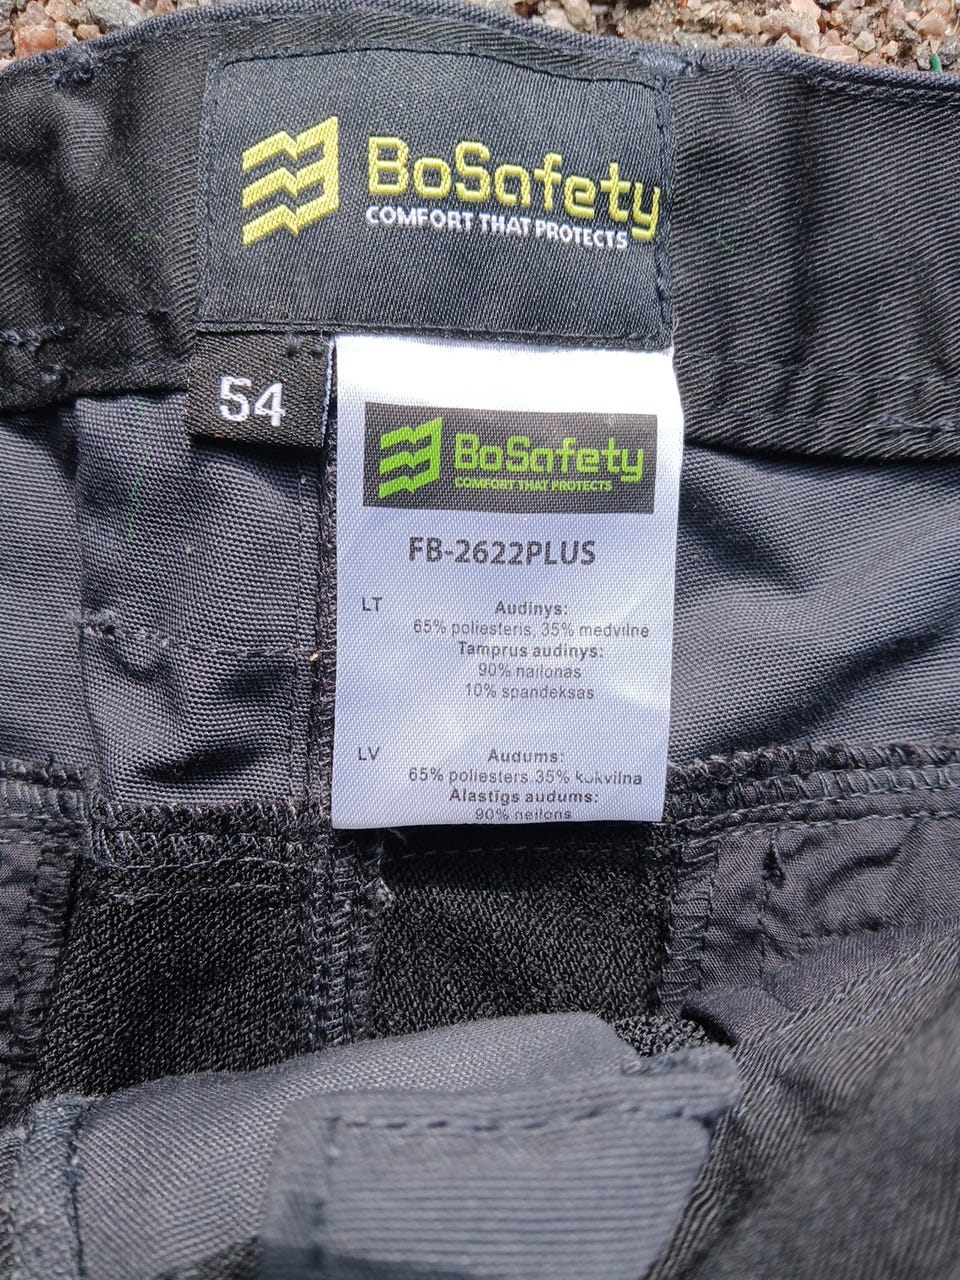 BoSafety
COMFORT THAT PROTECTS
54
BoSafety
COMFORT THAT PROTECTS
FB-2622PLUS
LT
Audinys:
65% poliesteris, 35% medvilnė
Tamprus audinys:
90% nailonas
10% spandeksas
LV
Audums:
65% poliesters 35% kokvilna
Alastīgs audums:
90% neilons